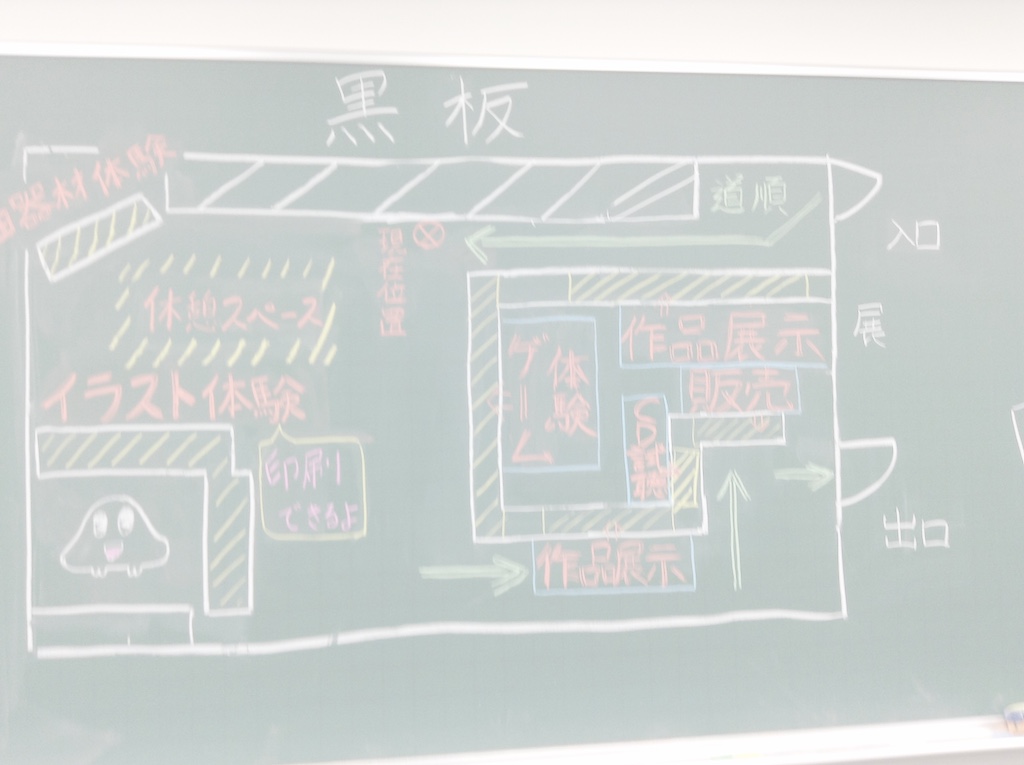 黒板
器材体験
道順
入口
現在位置
休憩スペース
展
作品展示
体験
ゲーム
販売
イラスト体験
試聴
印刷
できるよ
出口
作品展示